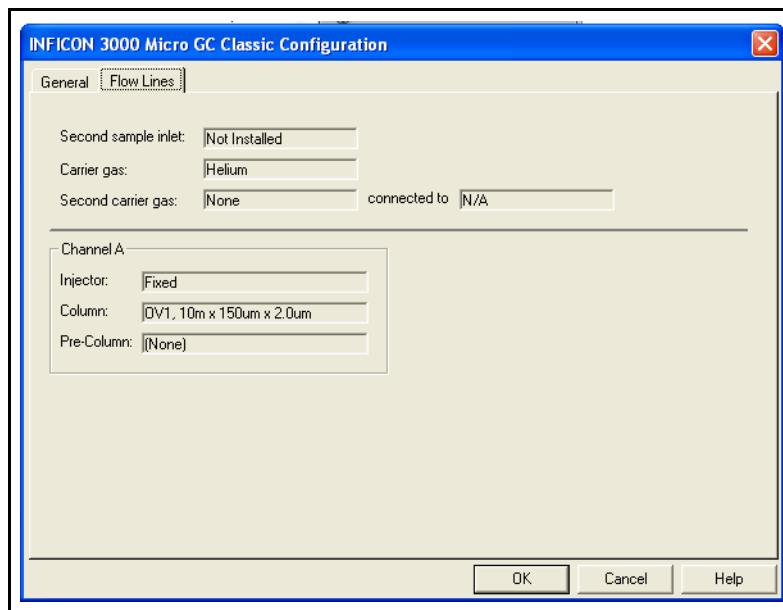 INFICON 3000 Micro GC Classic Configuration
General Flow Lines
Second sample inlet: Not Installed
Carrier gas: Helium
Second carrier gas: None connected to N/A
Channel A
Injector: Fixed
Column: OV1, 10m x 150um x 2.0um
Pre-Column: (None)
OK Cancel Help